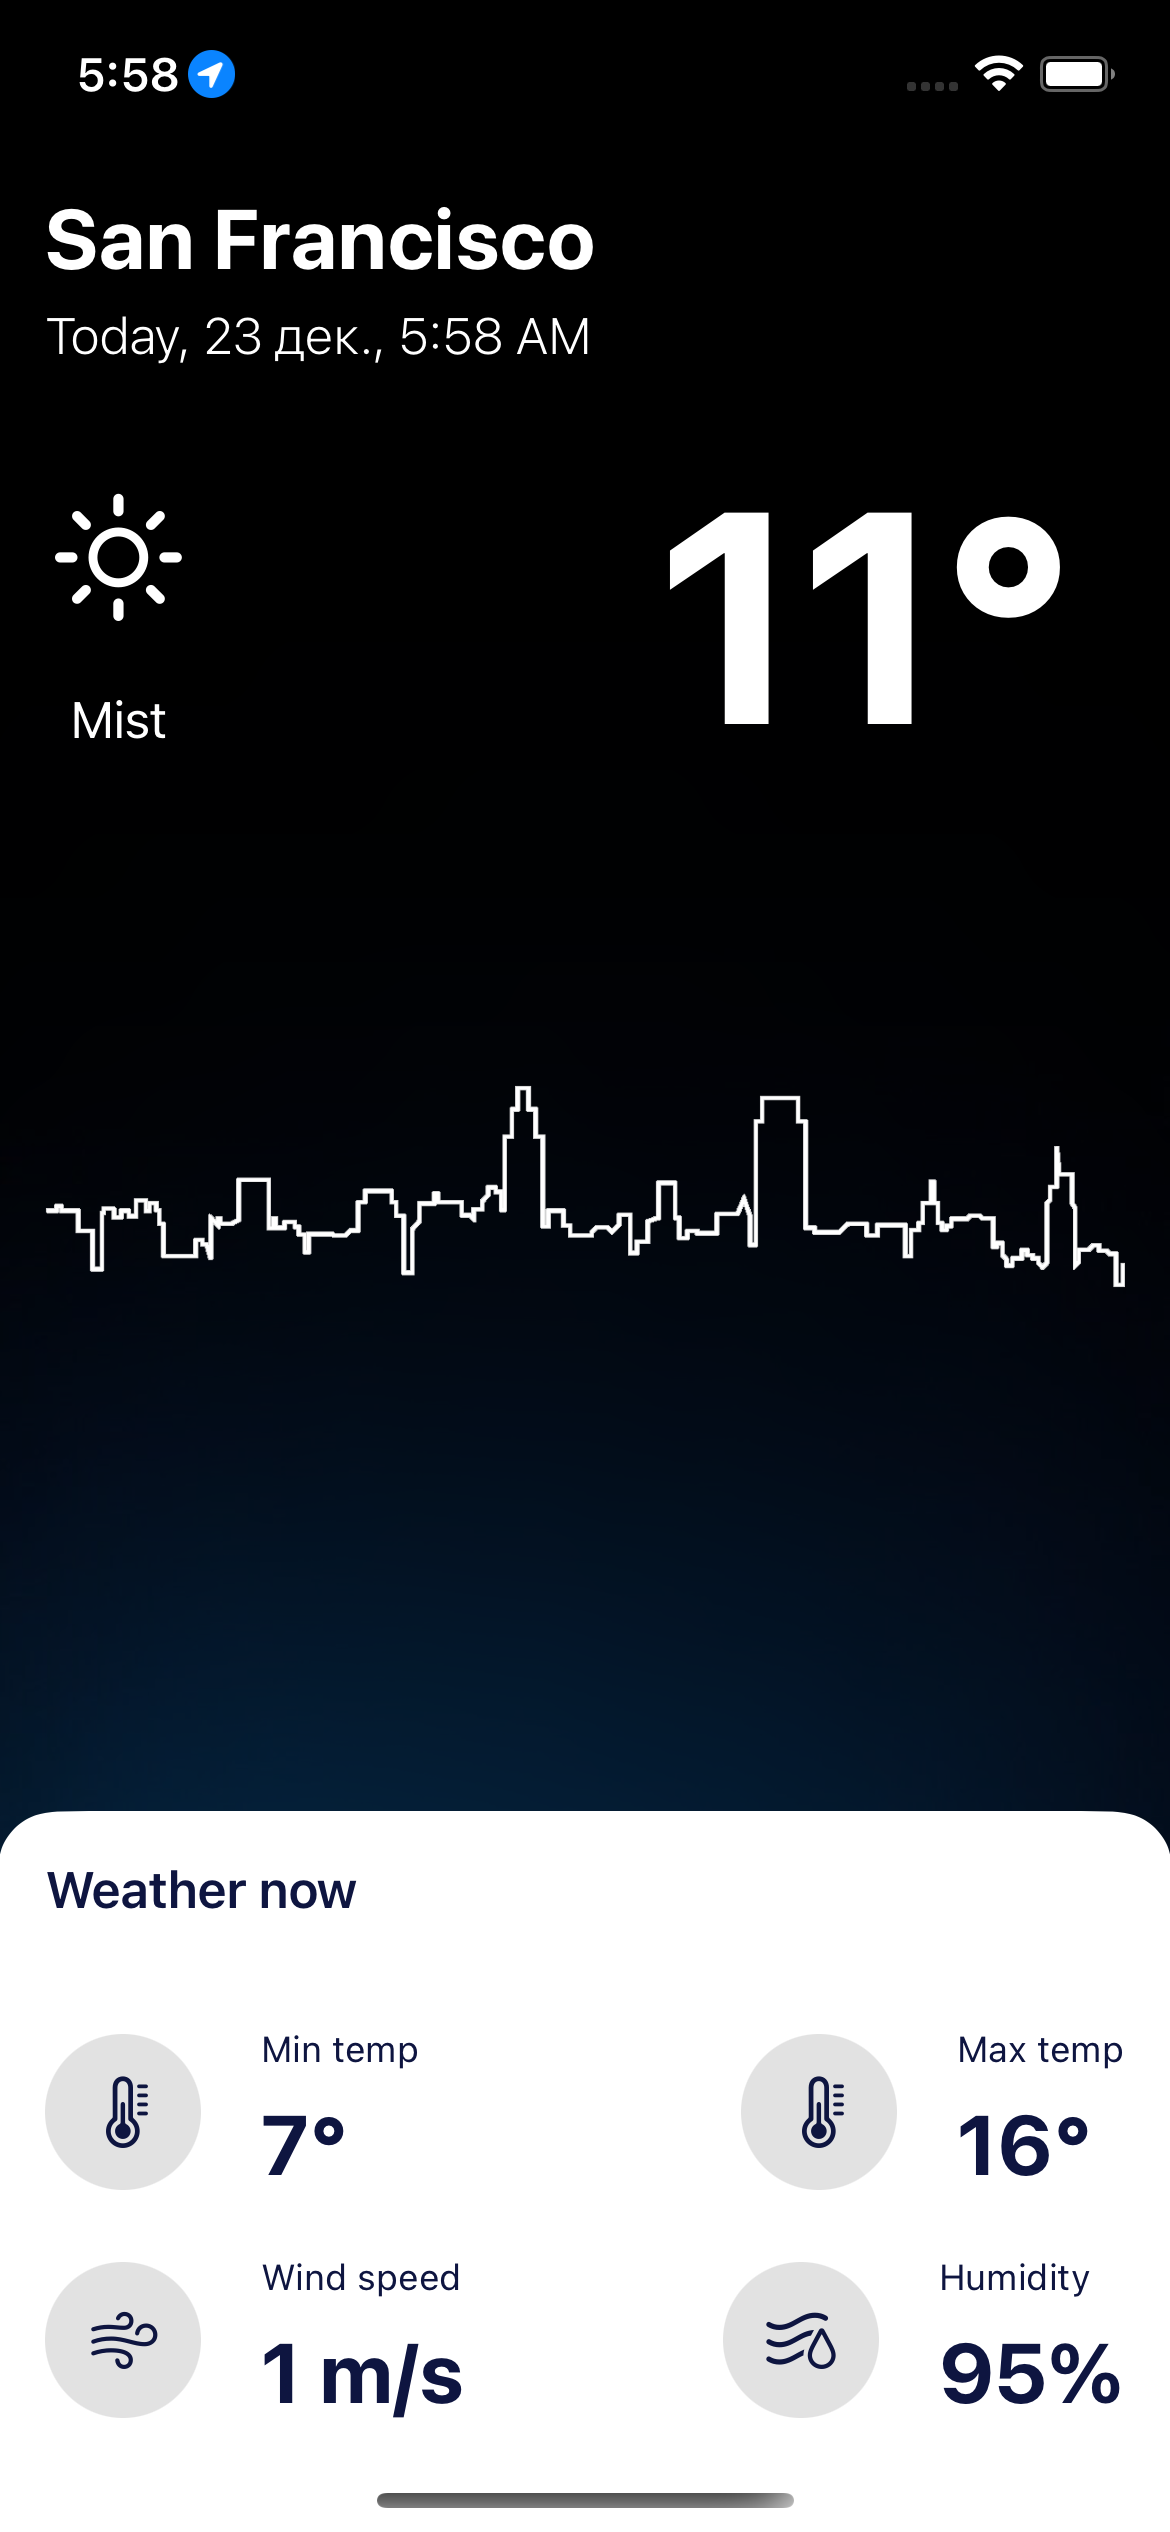 5:58
San Francisco
Today, 23 дек., 5:58 AM
11°
Mist
Weather now
Min temp
7°
Max temp
16°
Wind speed
1 m/s
Humidity
95%